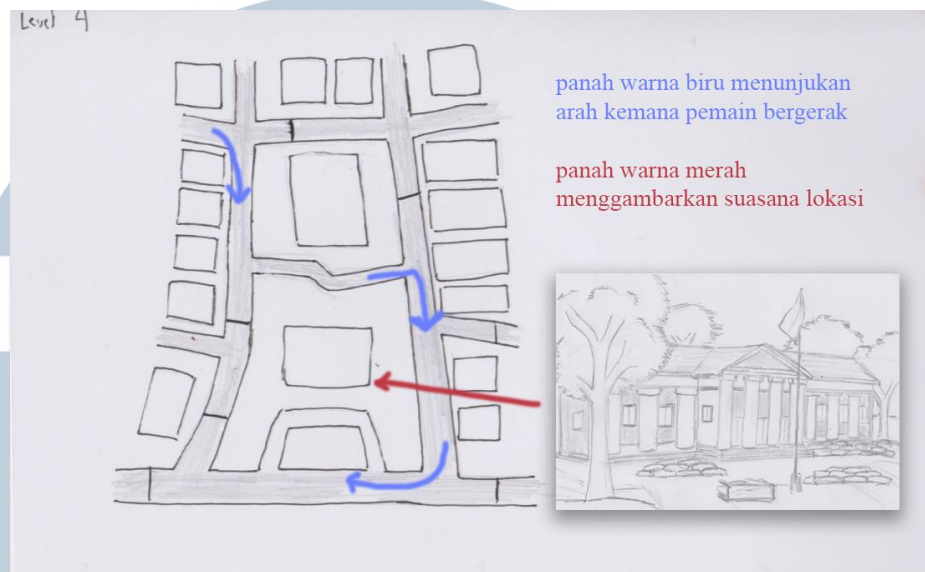 Level 4
panah warna biru menunjukan
arah kemana pemain bergerak
panah warna merah
menggambarkan suasana lokasi